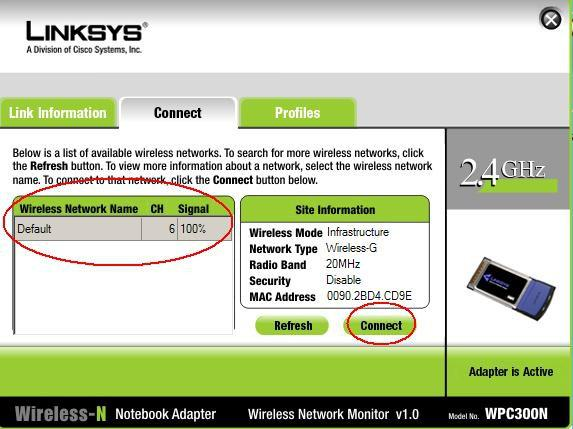 LINKSYS®
A Division of Cisco Systems, Inc.
Link Information Connect Profiles
Below is a list of available wireless networks. To search for more wireless networks, click
the Refresh button. To view more information about a network, select the wireless network
name. To connect to that network, click the Connect button below.
2.4GHz
Wireless Network Name CH Signal
Default 6 100%
Site Information
Wireless Mode Infrastructure
Network Type Wireless-G
Radio Band 20MHz
Security Disable
MAC Address 0090.2BD4.CD9E
Refresh Connect
LINKSYS
Adapter is Active
Wireless-N Notebook Adapter Wireless Network Monitor v1.0 Model No. WPC300N